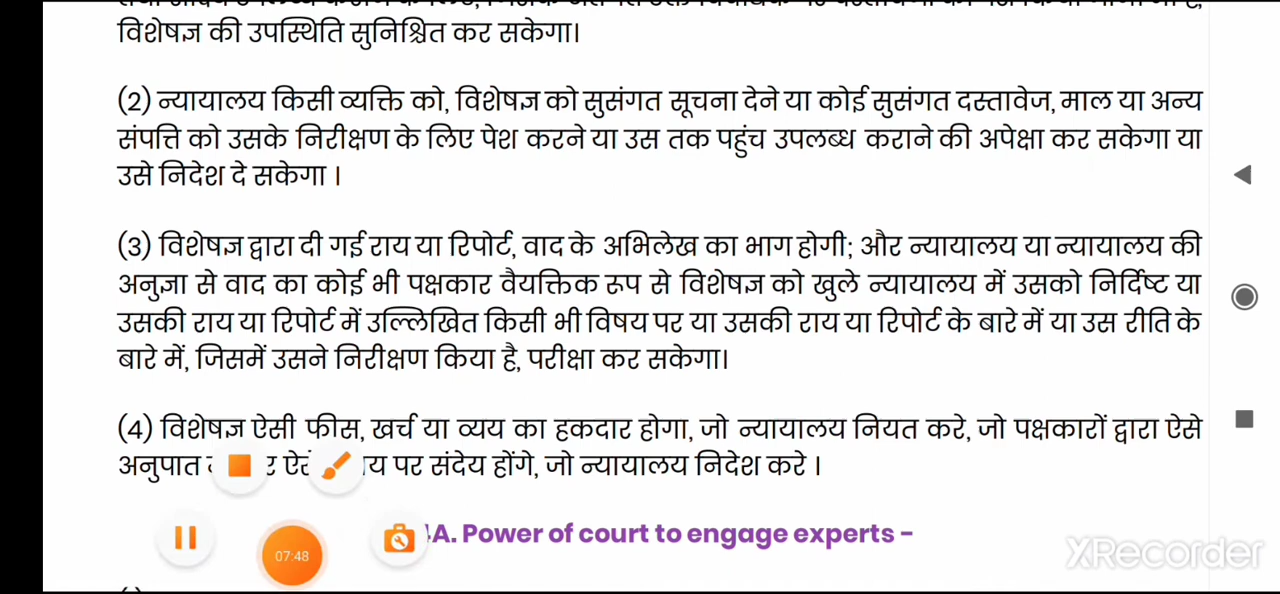 विशेषज्ञ की उपस्थिति सुनिश्चित कर सकेगा।
(2) न्यायालय किसी व्यक्ति को, विशेषज्ञ को सुसंगत सूचना देने या कोई सुसंगत दस्तावेज, माल या अन्य
संपत्ति को उसके निरीक्षण के लिए पेश करने या उस तक पहुंच उपलब्ध कराने की अपेक्षा कर सकेगा या
उसे निदेश दे सकेगा ।
(3) विशेषज्ञ द्वारा दी गई राय या रिपोर्ट, वाद के अभिलेख का भाग होगी; और न्यायालय या न्यायालय की
अनुज्ञा से वाद का कोई भी पक्षकार वैयक्तिक रूप से विशेषज्ञ को खुले न्यायालय में उसको निर्दिष्ट या
उसकी राय या रिपोर्ट में उल्लिखित किसी भी विषय पर या उसकी राय या रिपोर्ट के बारे में या उस रीति के
बारे में, जिसमें उसने निरीक्षण किया है, परीक्षा कर सकेगा।
(4) विशेषज्ञ ऐसी फीस, खर्च या व्यय का हकदार होगा, जो न्यायालय नियत करे, जो पक्षकारों द्वारा ऐसे
अनुपात पर संदेय होंगे, जो न्यायालय निदेश करे ।
A. Power of court to engage experts -
07:48
XRecorder